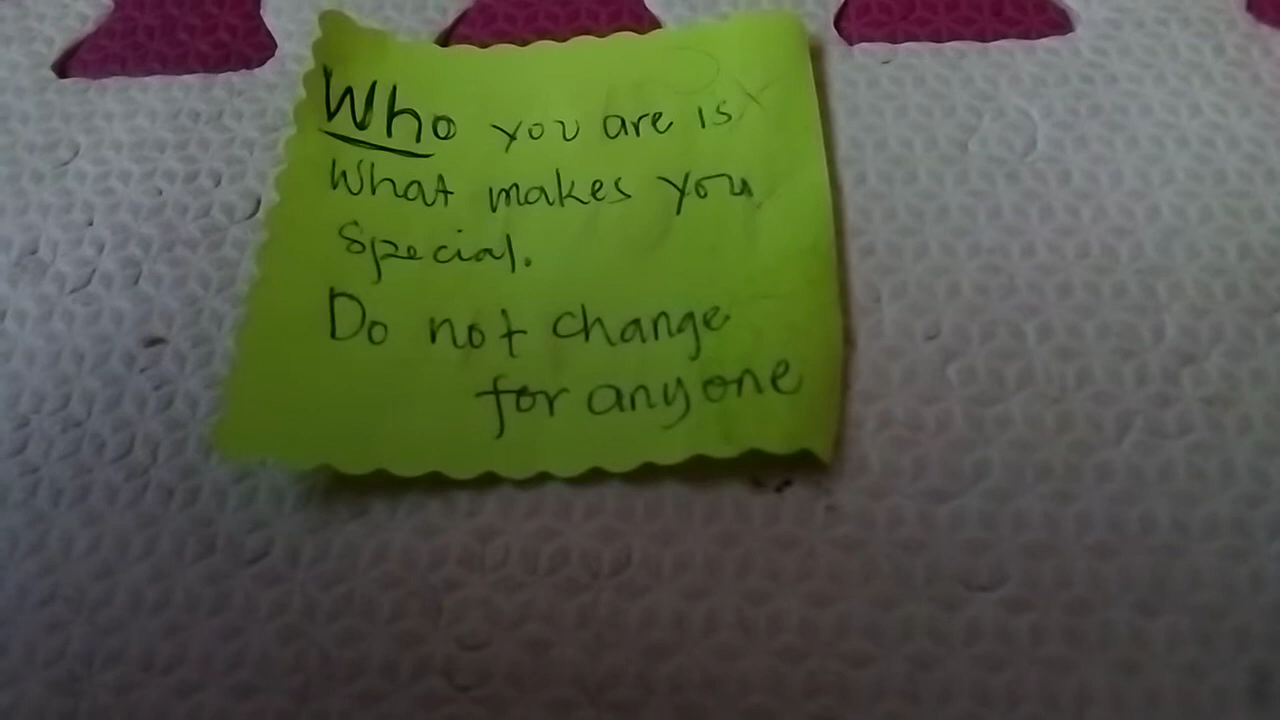 Who you are is
What makes you
Special.
Do not change
for anyone